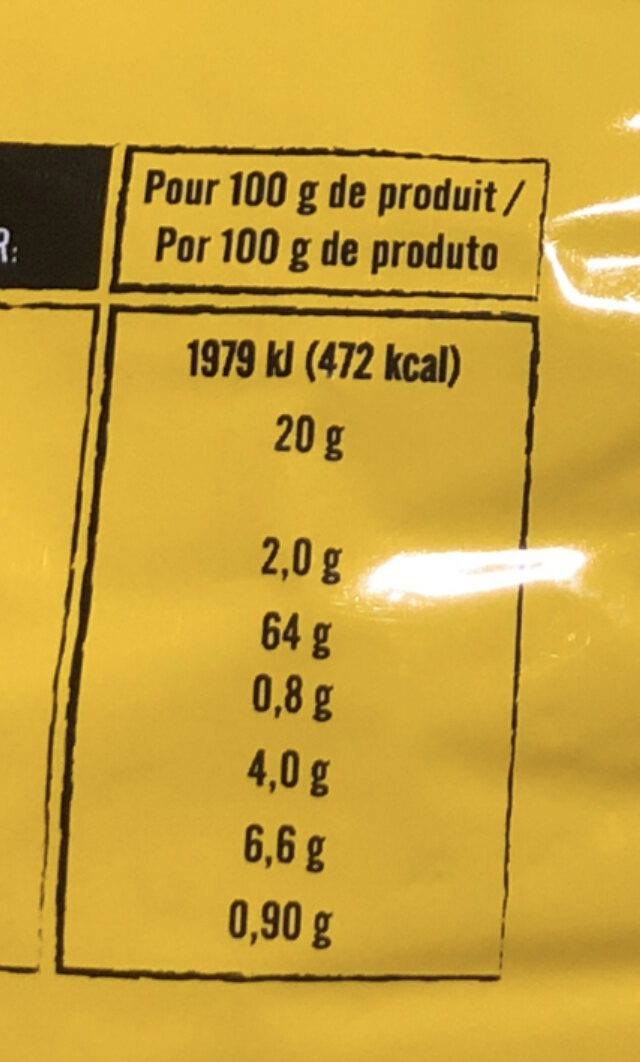 R:
Pour 100 g de produit /
Por 100 g de produto
1979 kJ (472 kcal)
20 g
2,0 g
64 g
0,8 g
4,0 g
6,6 g
0,90 g